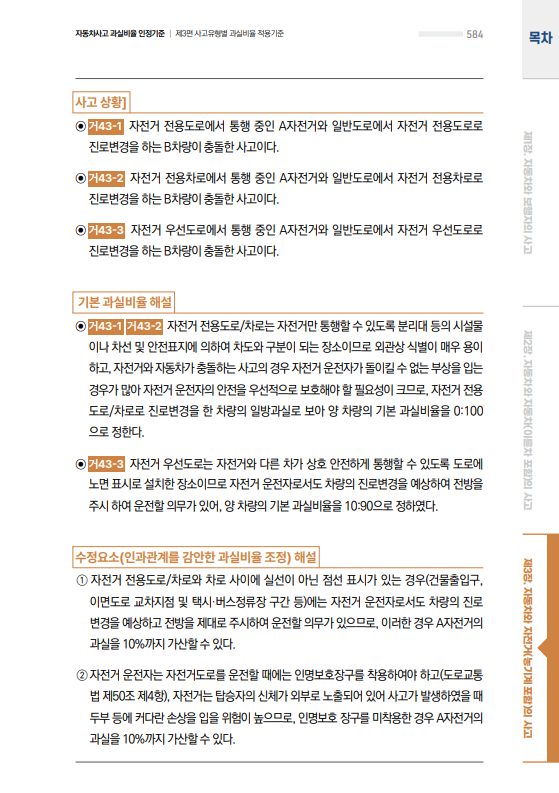 자동차사고 과실비율 인정기준 | 제3편 사고유형별 과실비율 적용기준
584
목차
사고 상황]
◉ 거43-1 자전거 전용도로에서 통행 중인 A자전거와 일반도로에서 자전거 전용도로로
진로변경을 하는 B차량이 충돌한 사고이다.
◉ 거43-2 자전거 전용차로에서 통행 중인 A자전거와 일반도로에서 자전거 전용차로로
진로변경을 하는 B차량이 충돌한 사고이다.
◉ 거43-3 자전거 우선도로에서 통행 중인 A자전거와 일반도로에서 자전거 우선도로로
진로변경을 하는 B차량이 충돌한 사고이다.
기본 과실비율 해설
◉ 거43-1 거43-2 자전거 전용도로/차로는 자전거만 통행할 수 있도록 분리대 등의 시설물
이나 차선 및 안전표지에 의하여 차도와 구분이 되는 장소이므로 외관상 식별이 매우 용이
하고, 자전거와 자동차가 충돌하는 사고의 경우 자전거 운전자가 돌이킬 수 없는 부상을 입는
경우가 많아 자전거 운전자의 안전을 우선적으로 보호해야 할 필요성이 크므로, 자전거 전용
도로/차로로 진로변경을 한 차량의 일방과실로 보아 양 차량의 기본 과실비율을 0:100
으로 정한다.
◉ 거43-3 자전거 우선도로는 자전거와 다른 차가 상호 안전하게 통행할 수 있도록 도로에
노면 표시로 설치한 장소이므로 자전거 운전자로서도 차량의 진로변경을 예상하여 전방을
주시 하여 운전할 의무가 있어, 양 차량의 기본 과실비율을 10:90으로 정하였다.
수정요소(인과관계를 감안한 과실비율 조정) 해설
① 자전거 전용도로/차로와 차로 사이에 실선이 아닌 점선 표시가 있는 경우(건물출입구,
이면도로 교차지점 및 택시·버스정류장 구간 등)에는 자전거 운전자로서도 차량의 진로
변경을 예상하고 전방을 제대로 주시하여 운전할 의무가 있으므로, 이러한 경우 A자전거의
과실을 10%까지 가산할 수 있다.
② 자전거 운전자는 자전거도로를 운전할 때에는 인명보호장구를 착용하여야 하고(도로교통
법 제50조 제4항), 자전거는 탑승자의 신체가 외부로 노출되어 있어 사고가 발생하였을 때
두부 등에 커다란 손상을 입을 위험이 높으므로, 인명보호 장구를 미착용한 경우 A자전거의
과실을 10%까지 가산할 수 있다.
제1장. 자동차와 보행자의 사고
제2장. 자동차와 자동차(이륜차 포함)의 사고
제3장. 자동차와 자전거(농기계 포함)의 사고